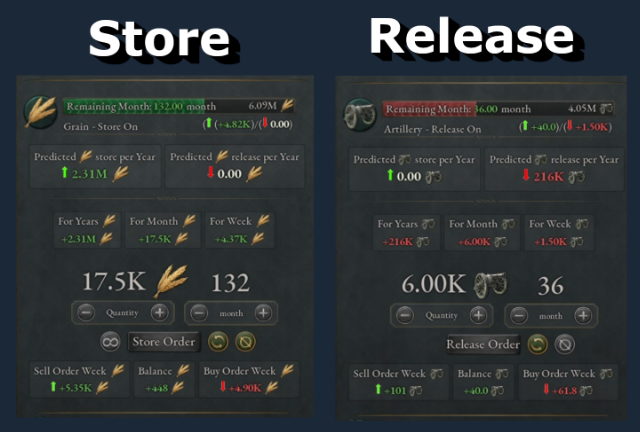 Store
Remaining Month: 132.00 month 6.09M
Grain - Store On (+4.82K)/(0.00)
Predicted store per Year
2.31M
Predicted release per Year
0.00
For Years
+2.31M
For Month
+17.5K
For Week
+4.37K
17.5K 132
Quantity month
Store Order
Sell Order Week
+5.35K
Balance
+448
Buy Order Week
+4.90K
Release
Remaining Month: 36.00 month 4.05M
Artillery - Release On (+40.0)/(+1.50K)
Predicted store per Year
0.00
Predicted release per Year
216K
For Years
+216K
For Month
+6.00K
For Week
+1.50K
6.00K 36
Quantity month
Release Order
Sell Order Week
+101
Balance
+40.0
Buy Order Week
+61.8